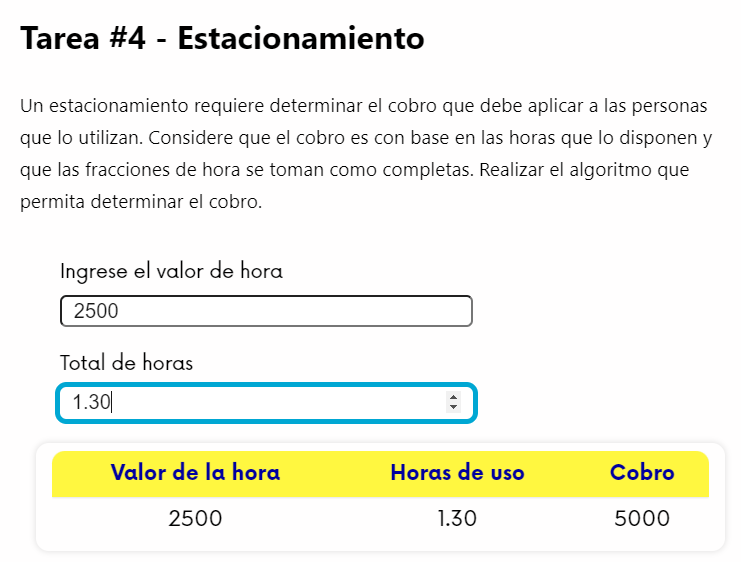 Tarea #4 - Estacionamiento
Un estacionamiento requiere determinar el cobro que debe aplicar a las personas
que lo utilizan. Considere que el cobro es con base en las horas que lo disponen y
que las fracciones de hora se toman como completas. Realizar el algoritmo que
permita determinar el cobro.
Ingrese el valor de hora
2500
Total de horas
1.30
Valor de la hora Horas de uso Cobro
2500 1.30 5000